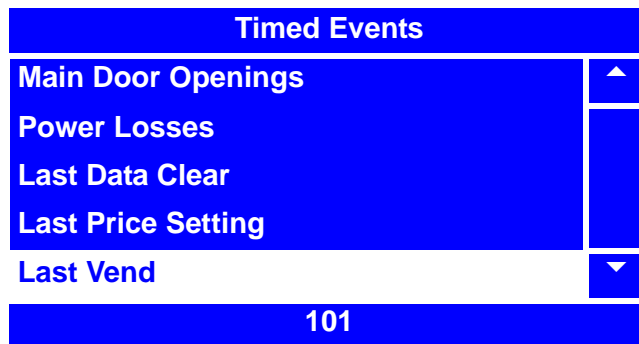 Timed Events
Main Door Openings
Power Losses
Last Data Clear
Last Price Setting
Last Vend
101